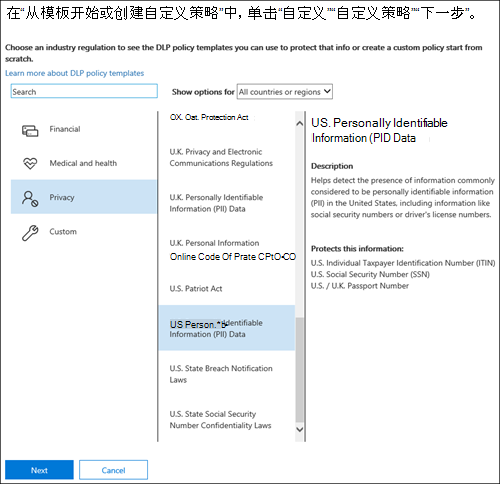 在“从模板开始或创建自定义策略”中，单击“自定义”“自定义策略”“下一步”。
Choose an industry regulation to see the DLP policy templates you can use to protect that info or create a custom policy start from
scratch.
Learn more about DLP policy templates
Search
Show options for
All countries or regions
Financial
Medical and health
Privacy
Custom
OX. Oat. Protection Act
U.K. Privacy and Electronic
Communications Regulations
U.K. Personally Identifiable
Information (PII) Data
U.K. Personal Information
Online Code Of Prate CPtO-CO
U.S. Patriot Act
US Person. Identifiable
Information (PII) Data
U.S. State Breach Notification
Laws
U.S. State Social Security
Number Confidentiality Laws
US. Personally Identifiable
Information (PID Data
Description
Helps detect the presence of information commonly
considered to be personally identifiable information
(PII) in the United States, including information like
social security numbers or driver's license numbers.
Protects this information:
U.S. Individual Taxpayer Identification Number (ITIN)
U.S. Social Security Number (SSN)
U.S. / U.K. Passport Number
Next
Cancel